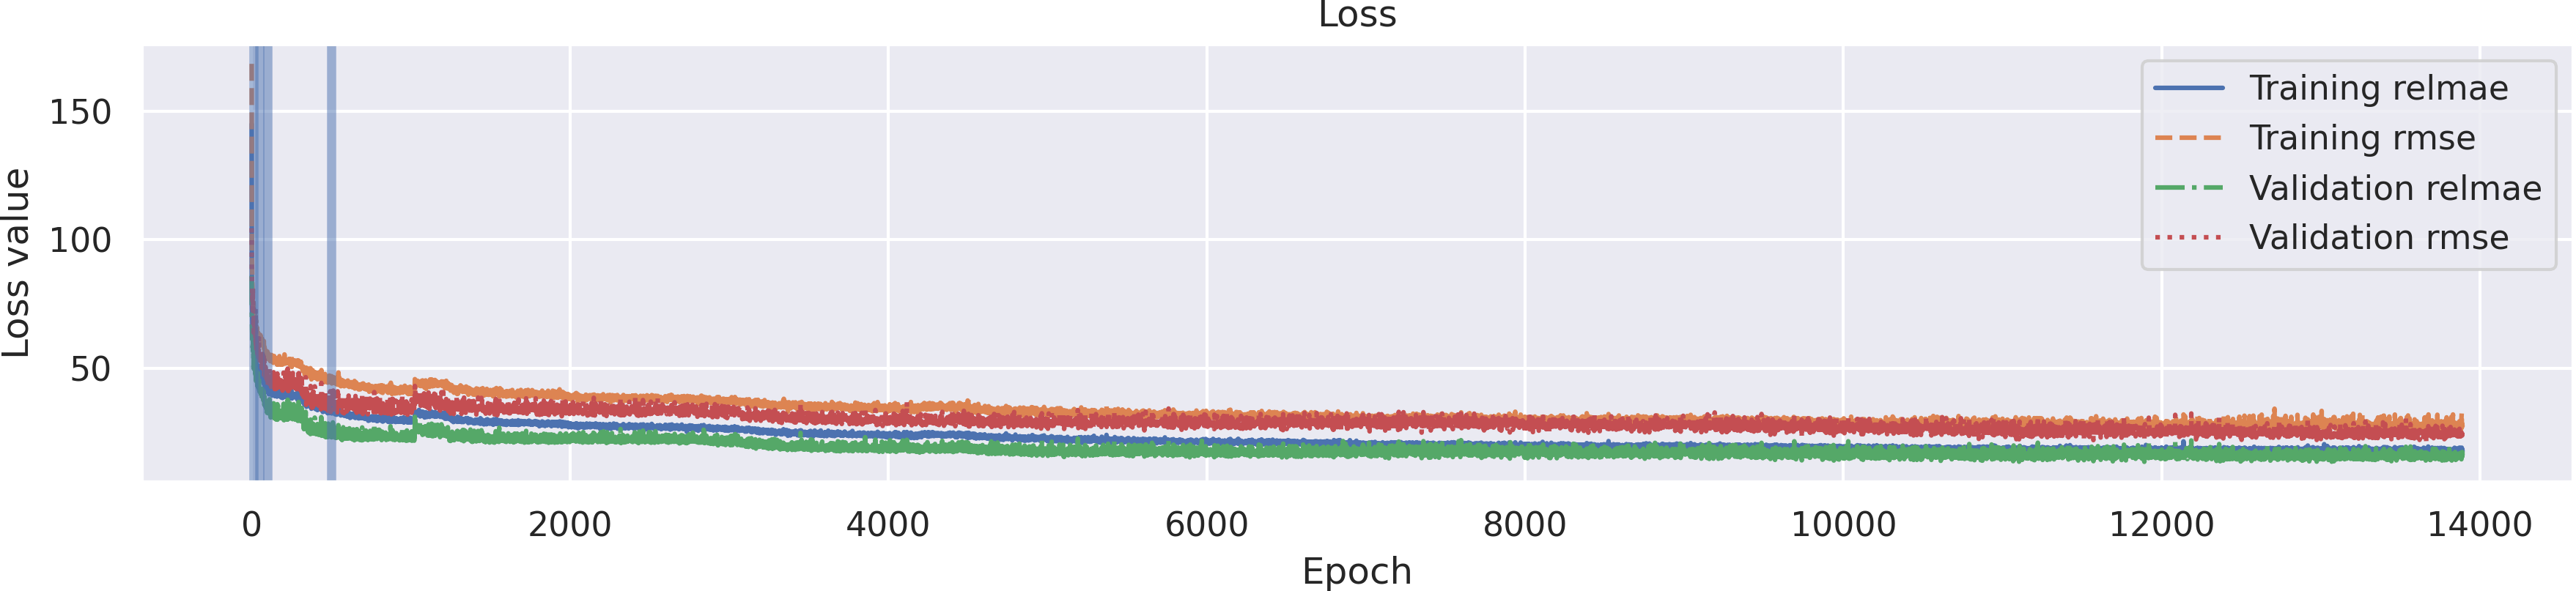 Loss
Loss value
150
100
50
Training relmae
Training rmse
Validation relmae
Validation rmse
0 2000 4000 6000 8000 10000 12000 14000
Epoch